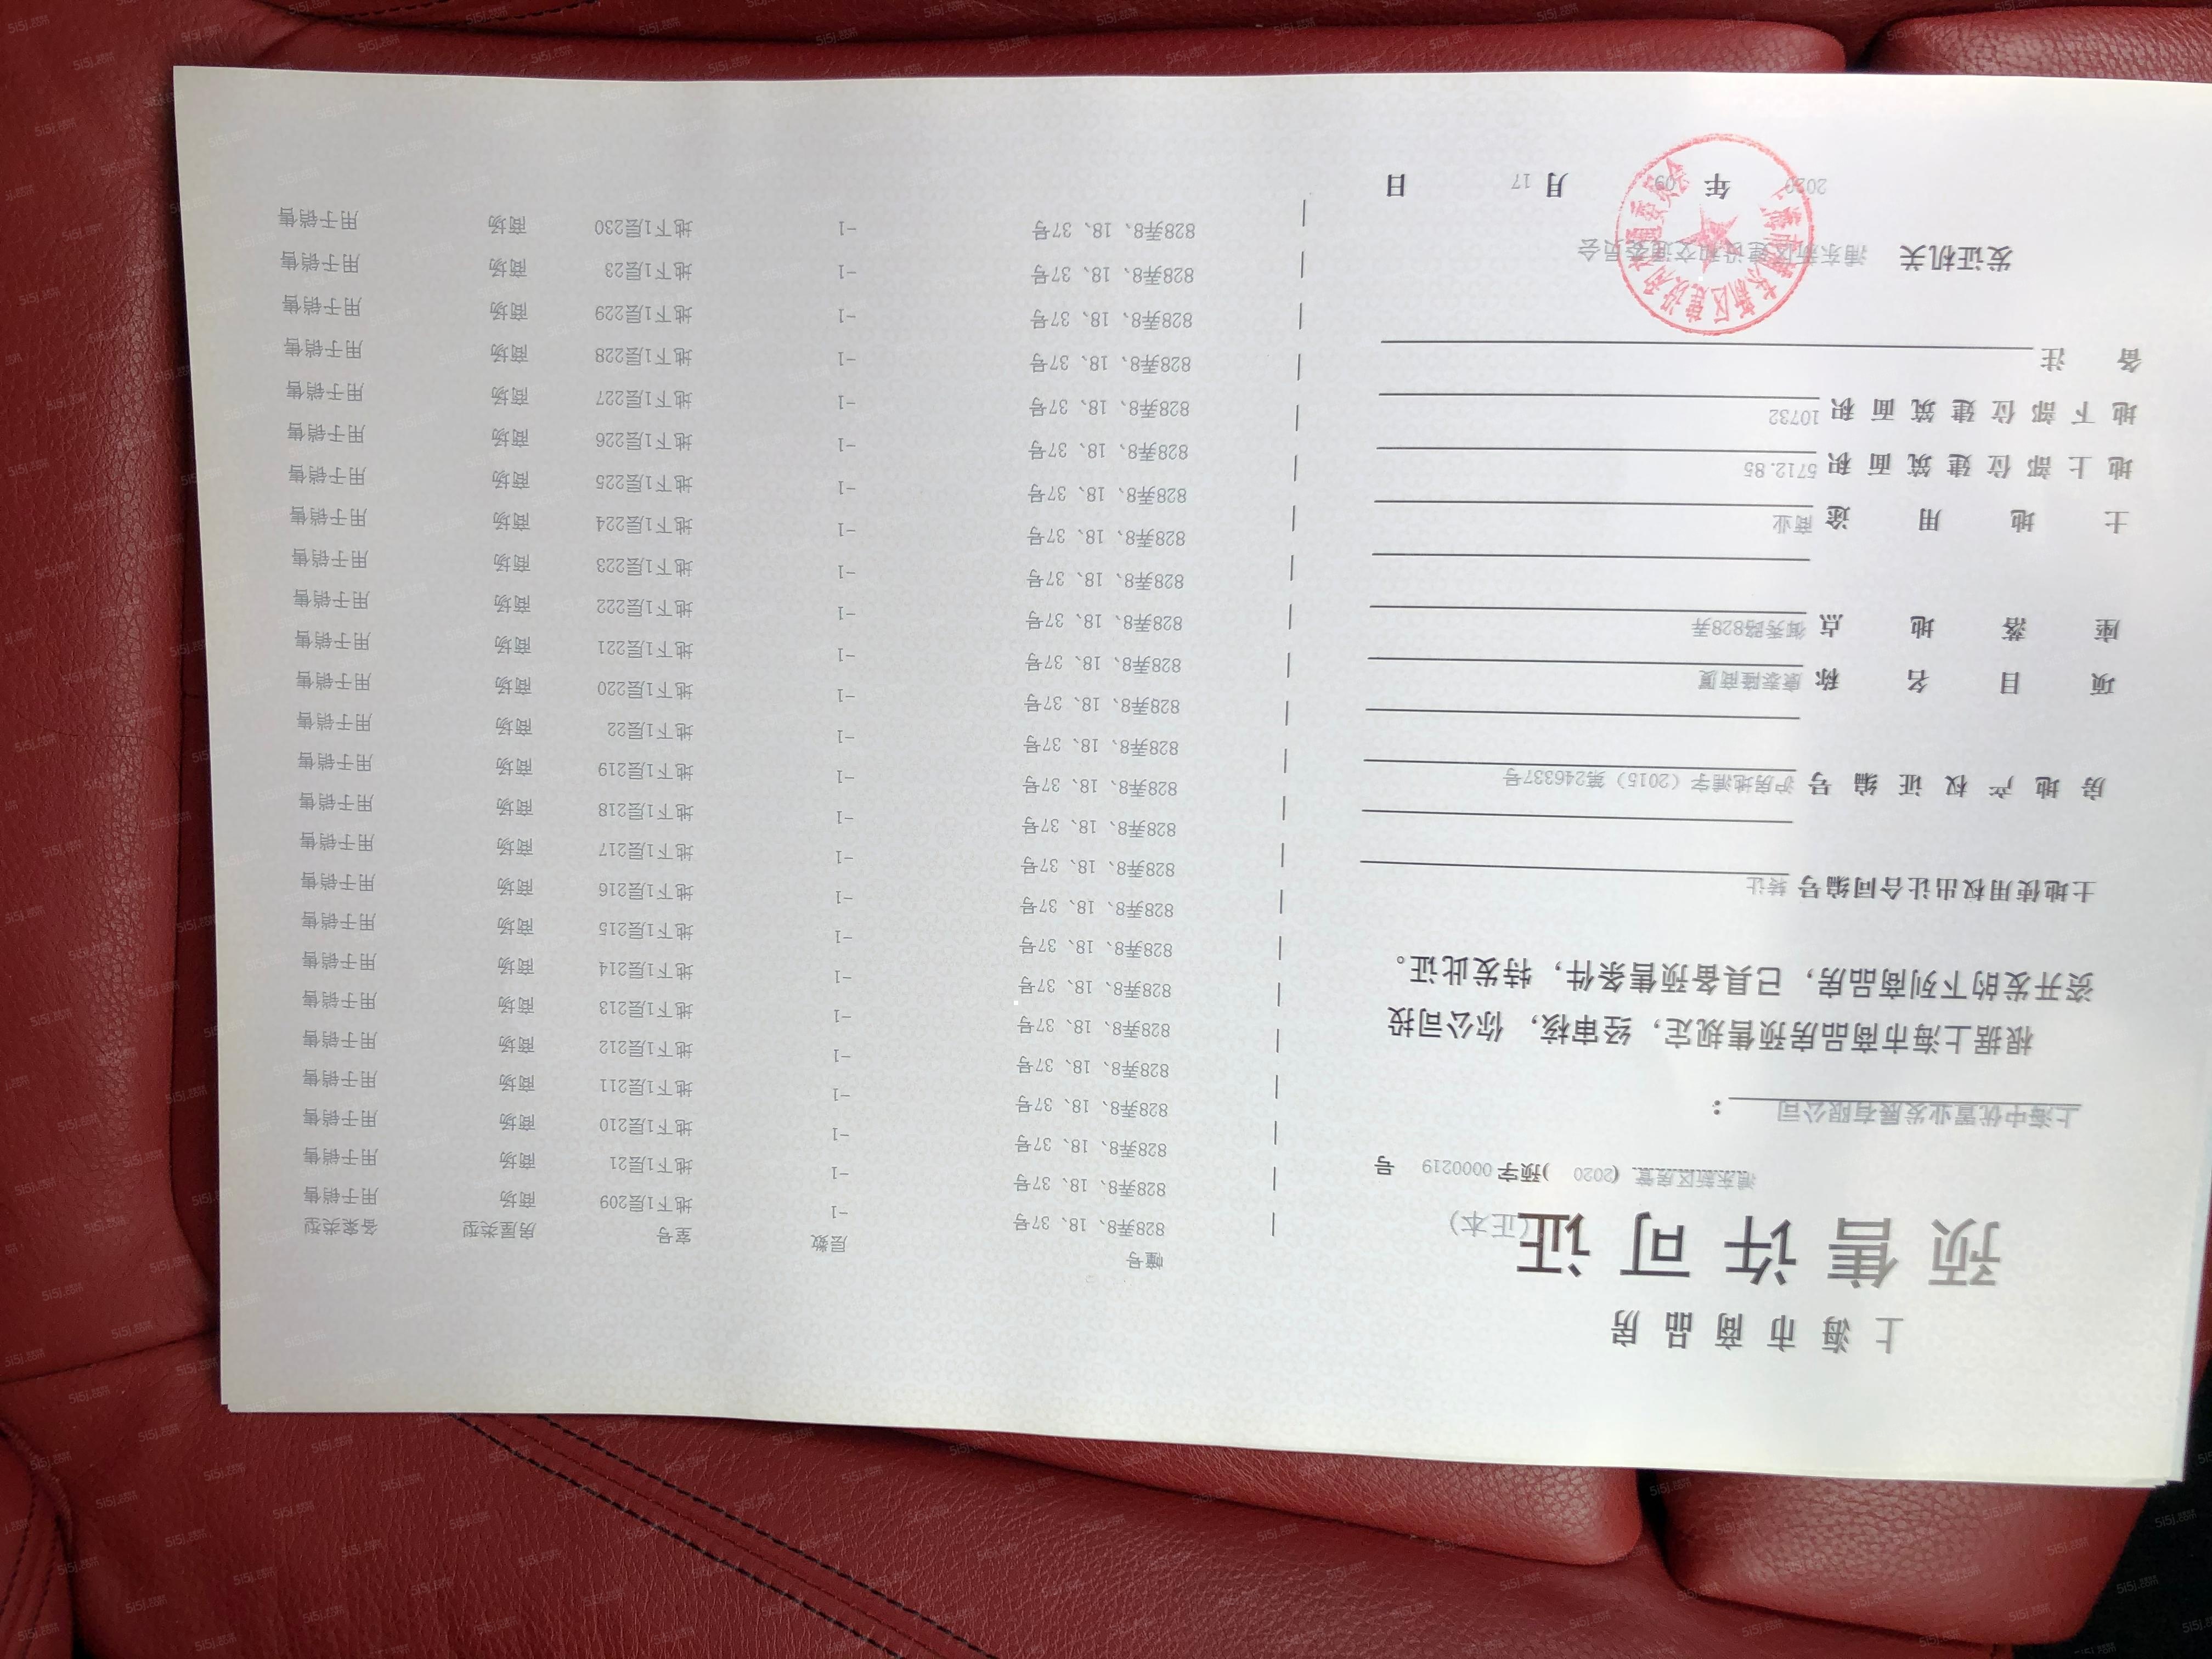 上海市商品房
预售许可证(正本)
浦东新区房管 (2020)预字0000219 号
上海中优置业发展有限公司:
根据上海市商品房预售规定，经审核，你公司投
资开发的下列商品房，已具备预售条件，特发此证。
土地使用权出让合同编号 转让
房地产权证编号 沪房地浦字（2015）第246337号
项目名称 康泰隆商厦
座落地点 御秀路828弄
土地用途 商业
地上部位建筑面积 5712.85
地下部位建筑面积 10732
备注
发证机关 浦东新区建设和交通委员会
2020 年 09 月 17 日
幢号 层数 室号 房屋类型 备案类型
828弄8、18、37号 -1 地下1层209 商场 用于销售
828弄8、18、37号 -1 地下1层21 商场 用于销售
828弄8、18、37号 -1 地下1层210 商场 用于销售
828弄8、18、37号 -1 地下1层211 商场 用于销售
828弄8、18、37号 -1 地下1层212 商场 用于销售
828弄8、18、37号 -1 地下1层213 商场 用于销售
828弄8、18、37号 -1 地下1层214 商场 用于销售
828弄8、18、37号 -1 地下1层215 商场 用于销售
828弄8、18、37号 -1 地下1层216 商场 用于销售
828弄8、18、37号 -1 地下1层217 商场 用于销售
828弄8、18、37号 -1 地下1层218 商场 用于销售
828弄8、18、37号 -1 地下1层219 商场 用于销售
828弄8、18、37号 -1 地下1层22 商场 用于销售
828弄8、18、37号 -1 地下1层220 商场 用于销售
828弄8、18、37号 -1 地下1层221 商场 用于销售
828弄8、18、37号 -1 地下1层222 商场 用于销售
828弄8、18、37号 -1 地下1层223 商场 用于销售
828弄8、18、37号 -1 地下1层224 商场 用于销售
828弄8、18、37号 -1 地下1层225 商场 用于销售
828弄8、18、37号 -1 地下1层226 商场 用于销售
828弄8、18、37号 -1 地下1层227 商场 用于销售
828弄8、18、37号 -1 地下1层228 商场 用于销售
828弄8、18、37号 -1 地下1层229 商场 用于销售
828弄8、18、37号 -1 地下1层23 商场 用于销售
828弄8、18、37号 -1 地下1层230 商场 用于销售